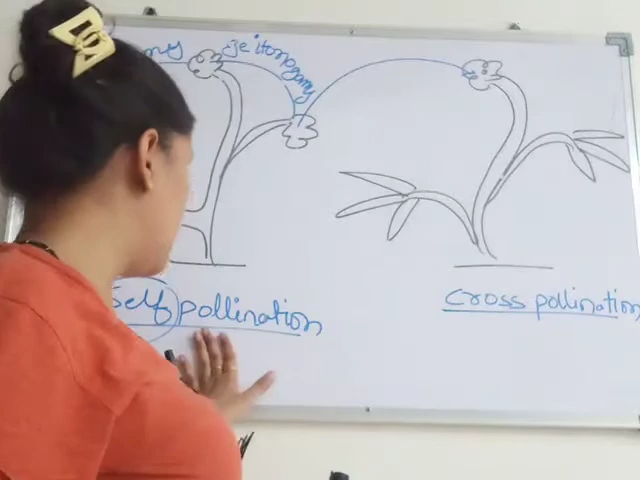 geitonogamy
Self pollination
Cross pollination